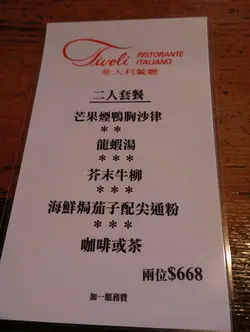 Tivoli
RISTORANTE
ITALIANO
意大利餐廳
二人套餐
芒果煙鴨胸沙律
* *
龍蝦湯
* * *
芥末牛柳
* * *
海鮮焗茄子配尖通粉
* * *
咖啡或茶
兩位$668
加一服務費